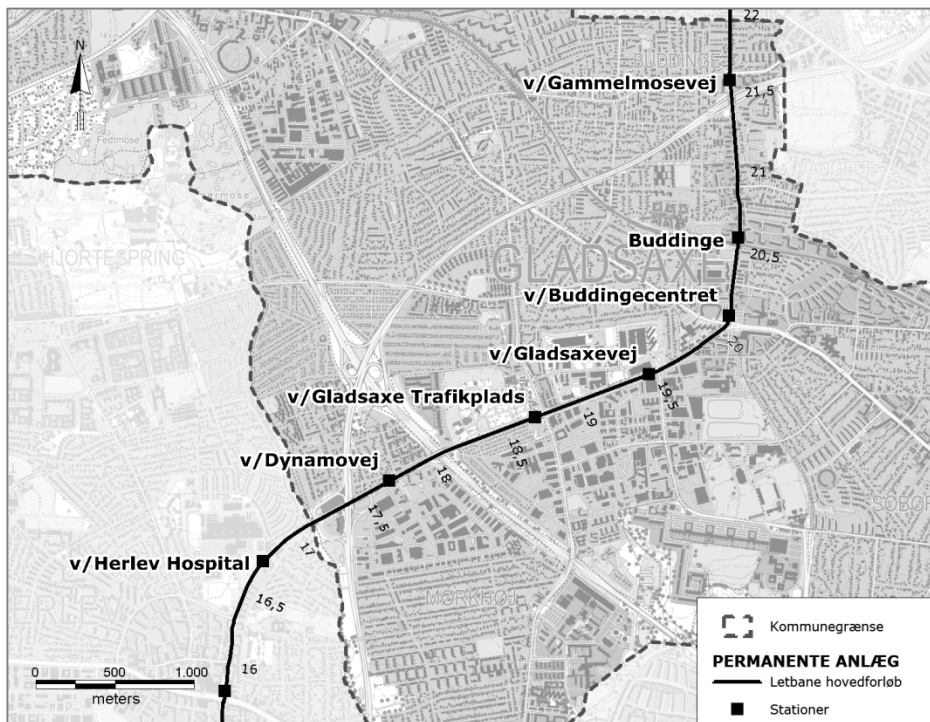 22
BUDDINGE
N
v/Gammelmosevej
21,5
Fedtmose
21
HJORTESPRING
Buddinge
GLADSAXE
20,5
v/Buddingecentret
20
v/Gladsaxevej
v/Gladsaxe Trafikplads
19,5
19
18,5
v/Dynamovej
18
17,5
17
v/Herlev Hospital
16,5
MØRKHØJ
16
0 500 1.000
meters
Kommunegrænse
PERMANENTE ANLÆG
Letbane hovedforløb
Stationer